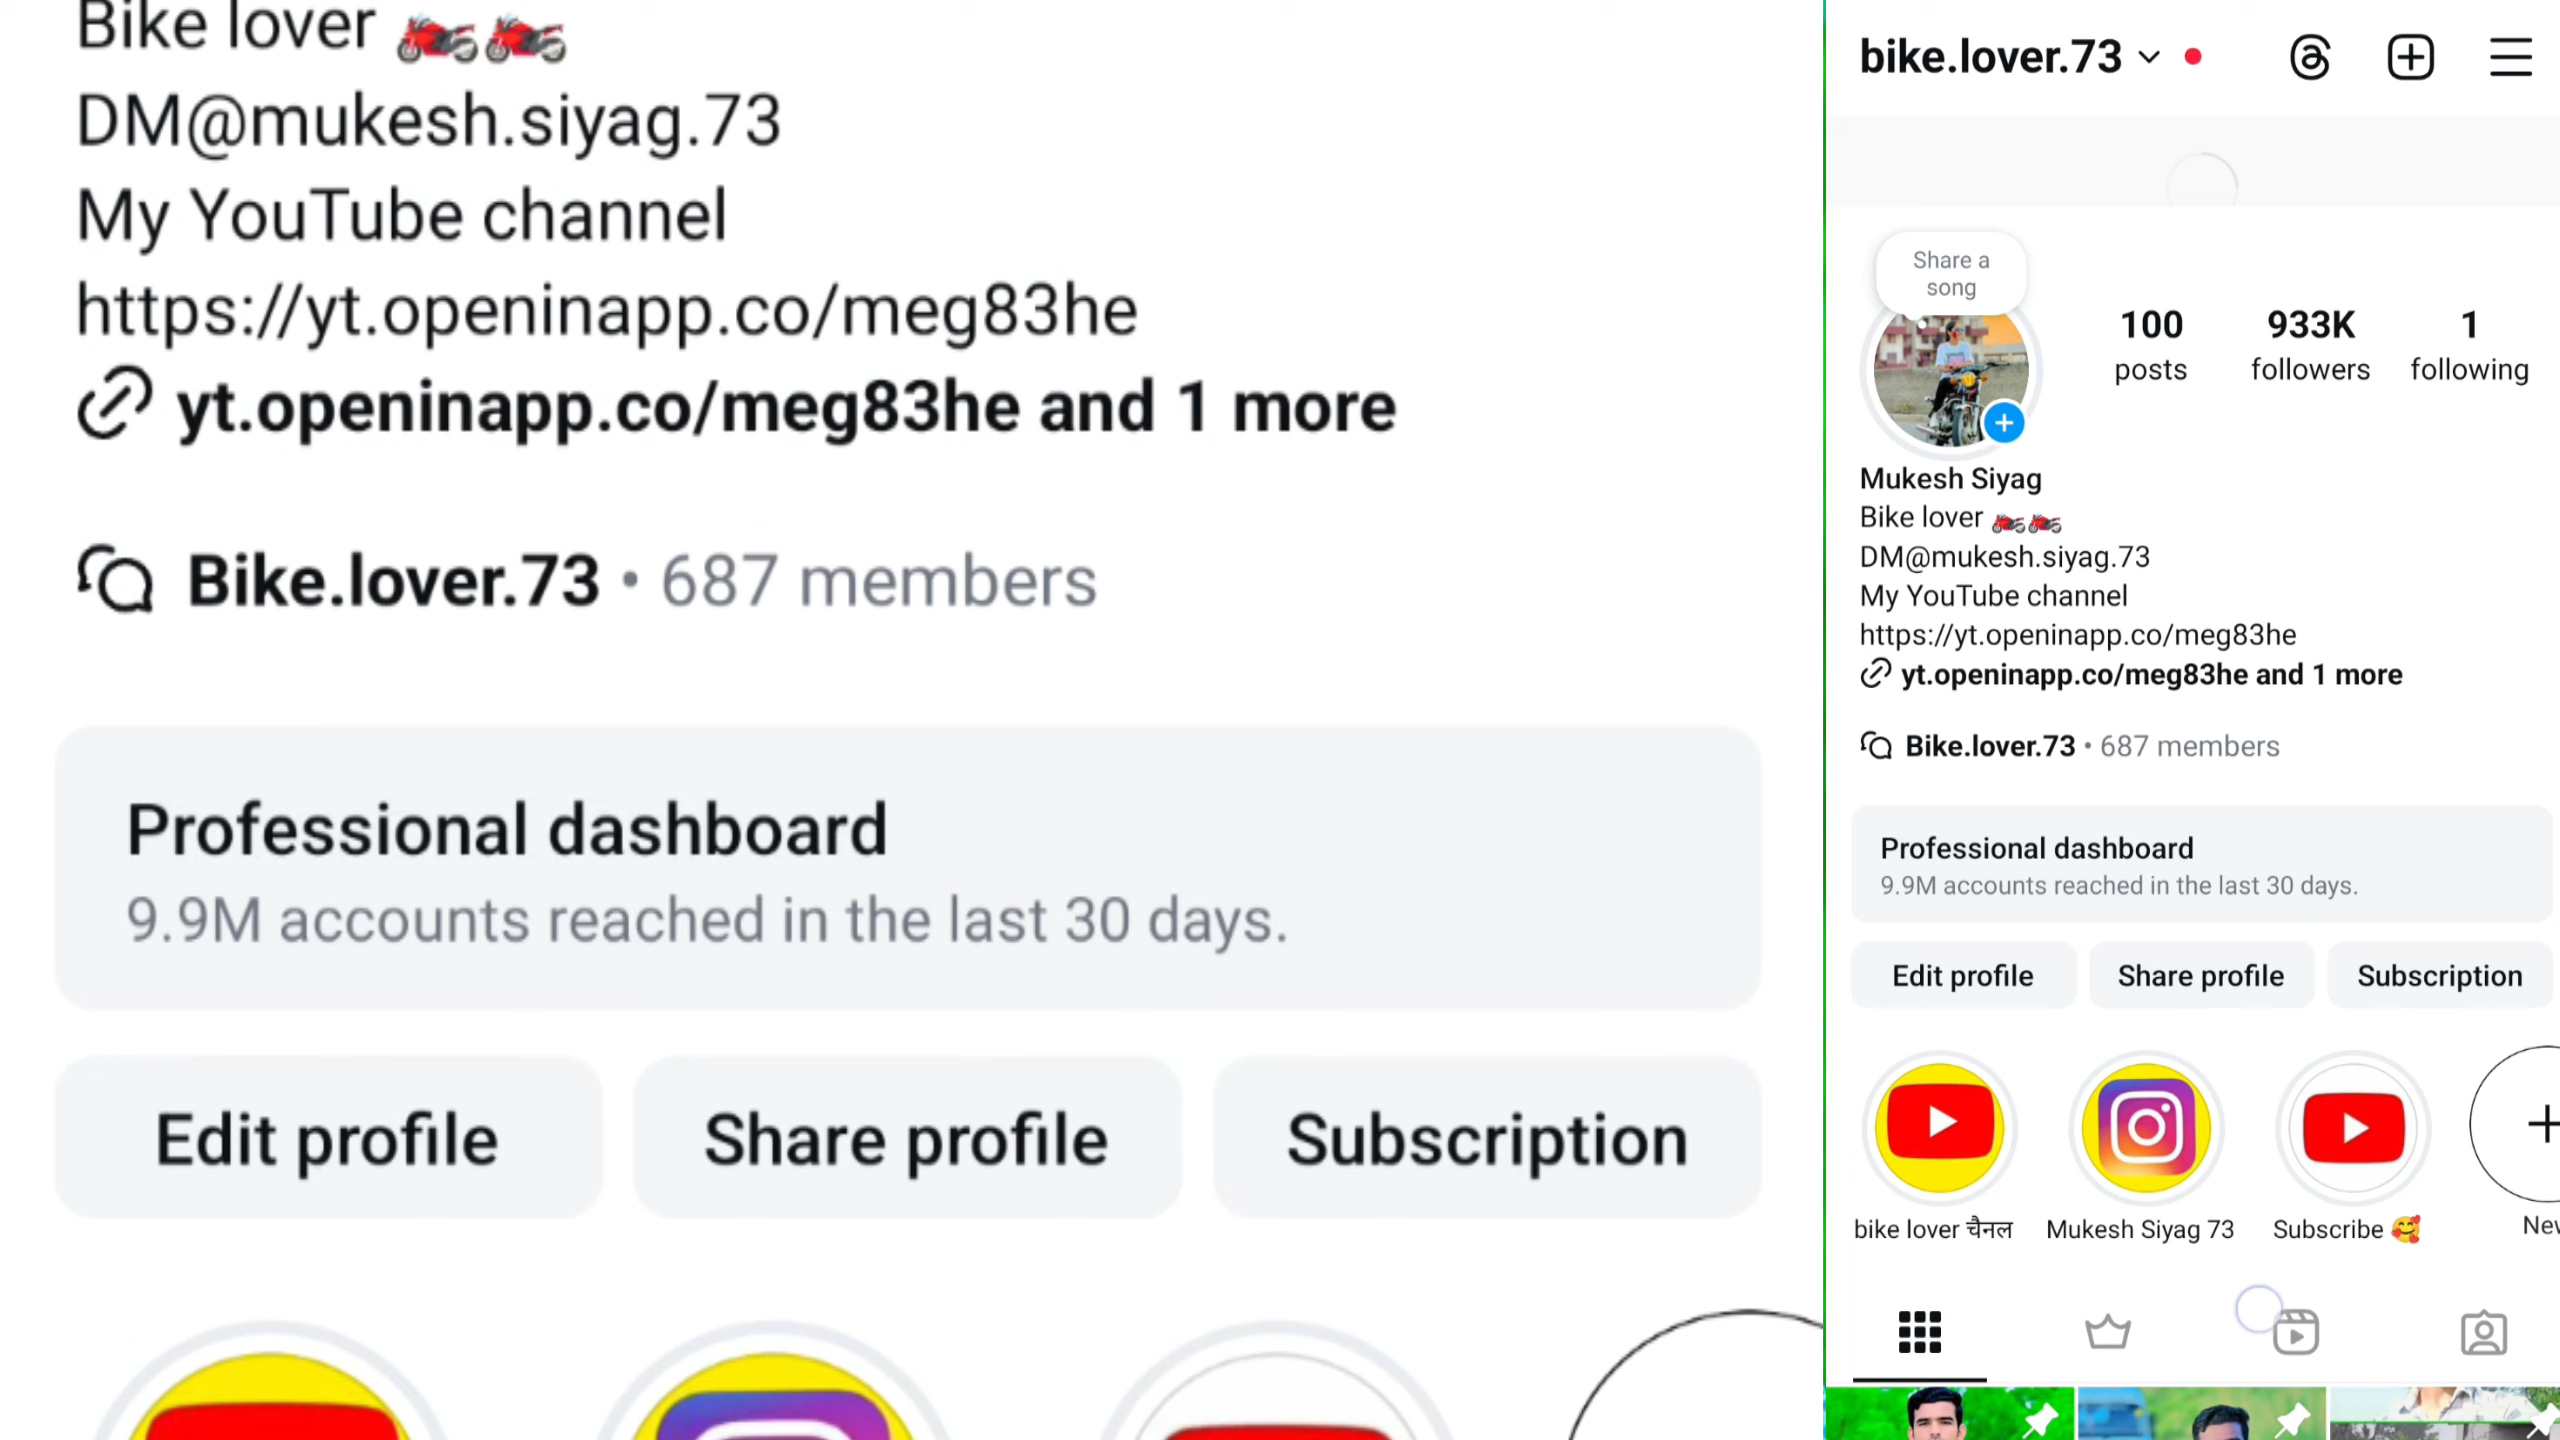 Bike lover 🏍️🏍️
DM@mukesh.siyag.73
My YouTube channel
https://yt.openinapp.co/meg83he
yt.openinapp.co/meg83he and 1 more
Bike.lover.73 • 687 members
Professional dashboard
9.9M accounts reached in the last 30 days.
Edit profile
Share profile
Subscription
bike.lover.73
Share a
song
100
posts
933K
followers
1
following
Mukesh Siyag
Bike lover 🏍️🏍️
DM@mukesh.siyag.73
My YouTube channel
https://yt.openinapp.co/meg83he
yt.openinapp.co/meg83he and 1 more
Bike.lover.73 • 687 members
Professional dashboard
9.9M accounts reached in the last 30 days.
Edit profile
Share profile
Subscription
bike lover चैनल
Mukesh Siyag 73
Subscribe 🥰